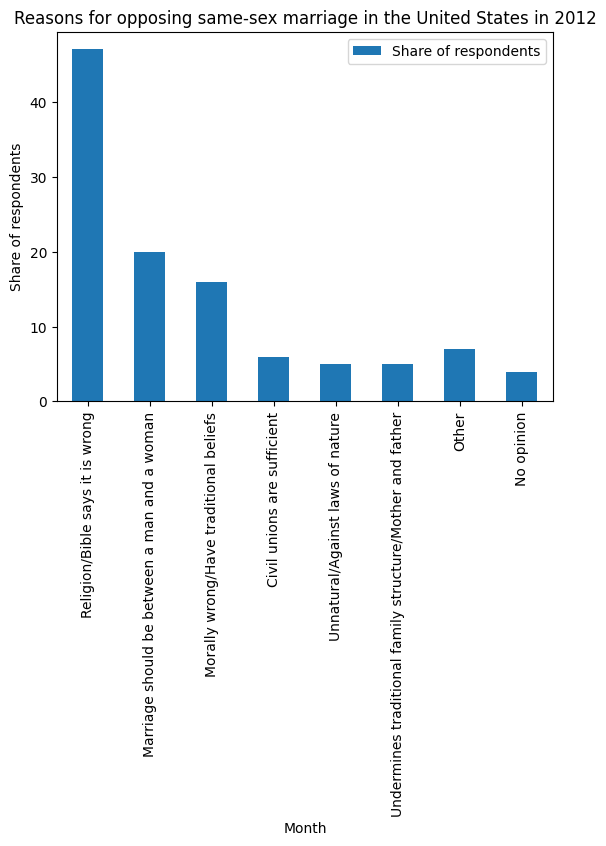 Reasons for opposing same-sex marriage in the United States in 2012
Share of respondents
Share of respondents
40
30
20
10
0
Religion/Bible says it is wrong
Marriage should be between a man and a woman
Morally wrong/Have traditional beliefs
Civil unions are sufficient
Unnatural/Against laws of nature
Undermines traditional family structure/Mother and father
Other
No opinion
Month